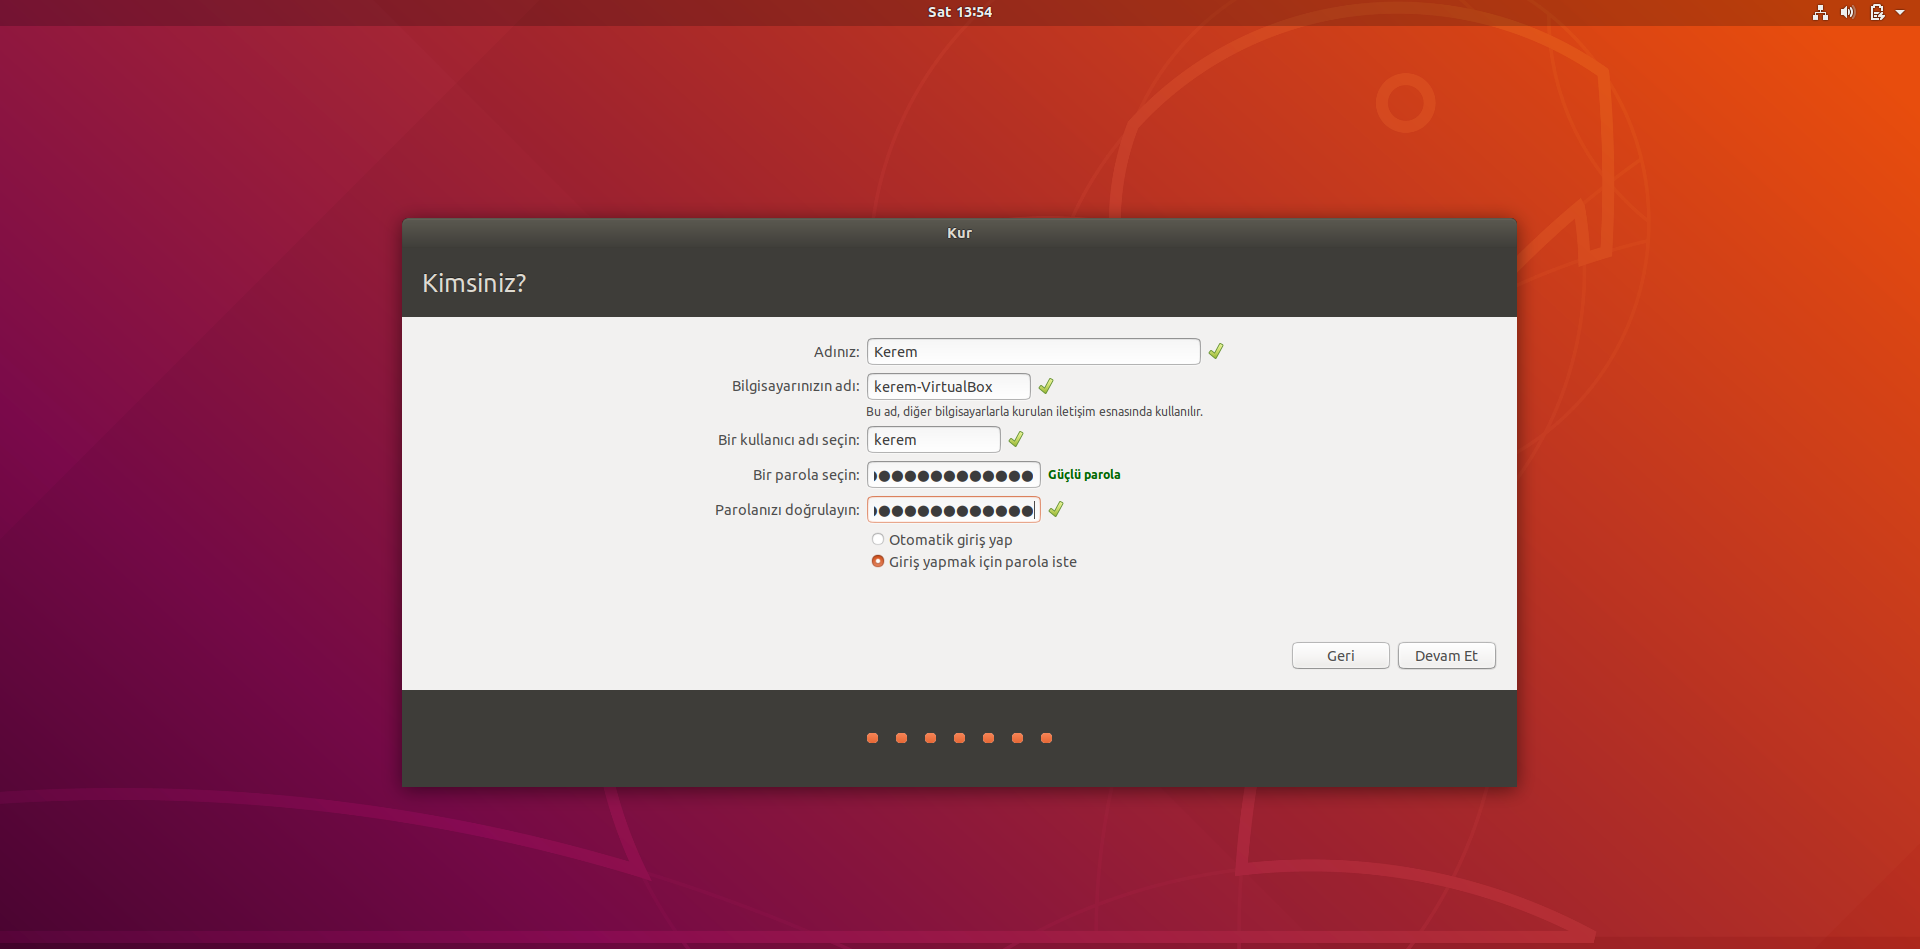 Sat 13:54
Kur
Kimsiniz?
Adınız: Kerem
Bilgisayarınızın adı: kerem-VirtualBox
Bu ad, diğer bilgisayarlarla kurulan iletişim esnasında kullanılır.
Bir kullanıcı adı seçin: kerem
Bir parola seçin: Güçlü parola
Parolanızı doğrulayın:
Otomatik giriş yap
Giriş yapmak için parola iste
Geri Devam Et